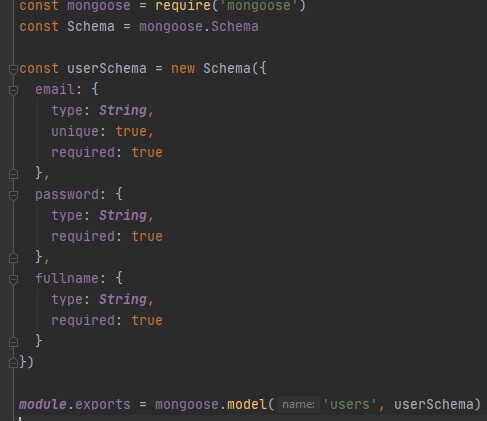 const mongoose = require('mongoose')
const Schema = mongoose.Schema

const userSchema = new Schema({
  email: {
    type: String,
    unique: true,
    required: true
  },
  password: {
    type: String,
    required: true
  },
  fullname: {
    type: String,
    required: true
  }
})

module.exports = mongoose.model( name: 'users', userSchema)